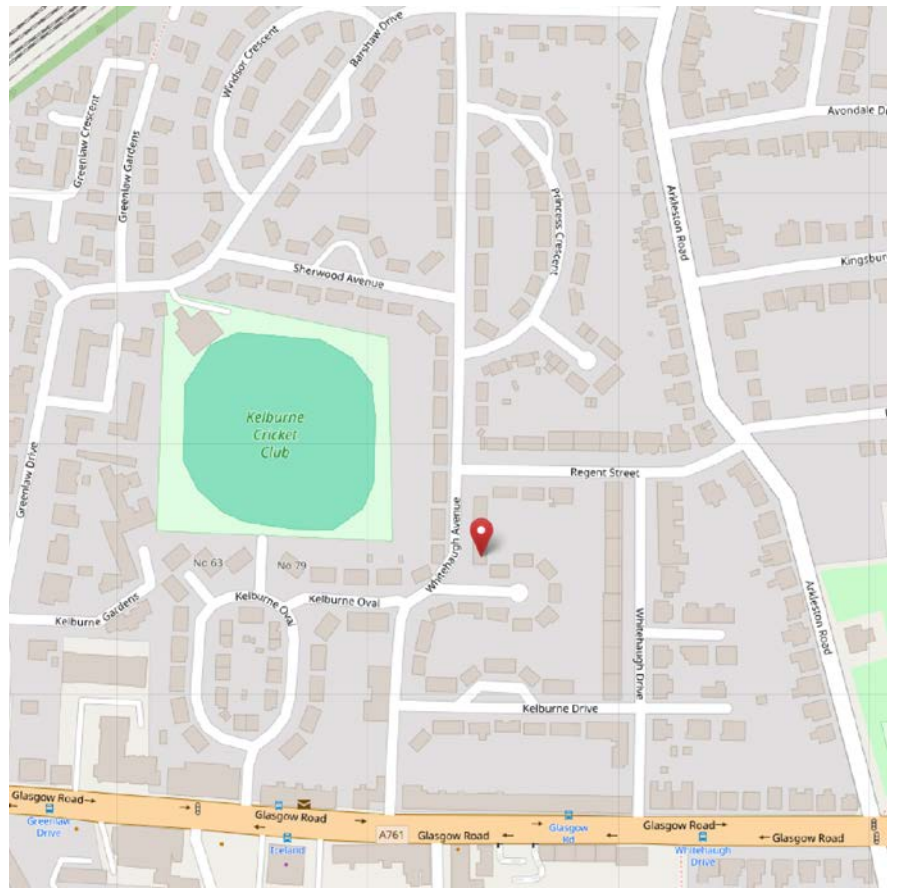 Windsor Crescent
Barshaw Drive
Greenlaw Crescent
Greenlaw Gardens
Avondale
Princess Crescent
Arkleston Road
Sherwood Avenue
Kelburne
Cricket
Club
Greenlaw Drive
Regent Street
Whitehaugh Avenue
No 63
No 79
Kelburne Gardens
Kelburne Oval
Kelburne Oval
Whitehaugh Drive
Arkleston Road
Kelburne Drive
Glasgow Road
Greenlaw
Drive
Glasgow Road
Iceland
A761
Glasgow Road
Glasgow
Rd
Glasgow Road
Whitehaugh
Drive
Glasgow Road